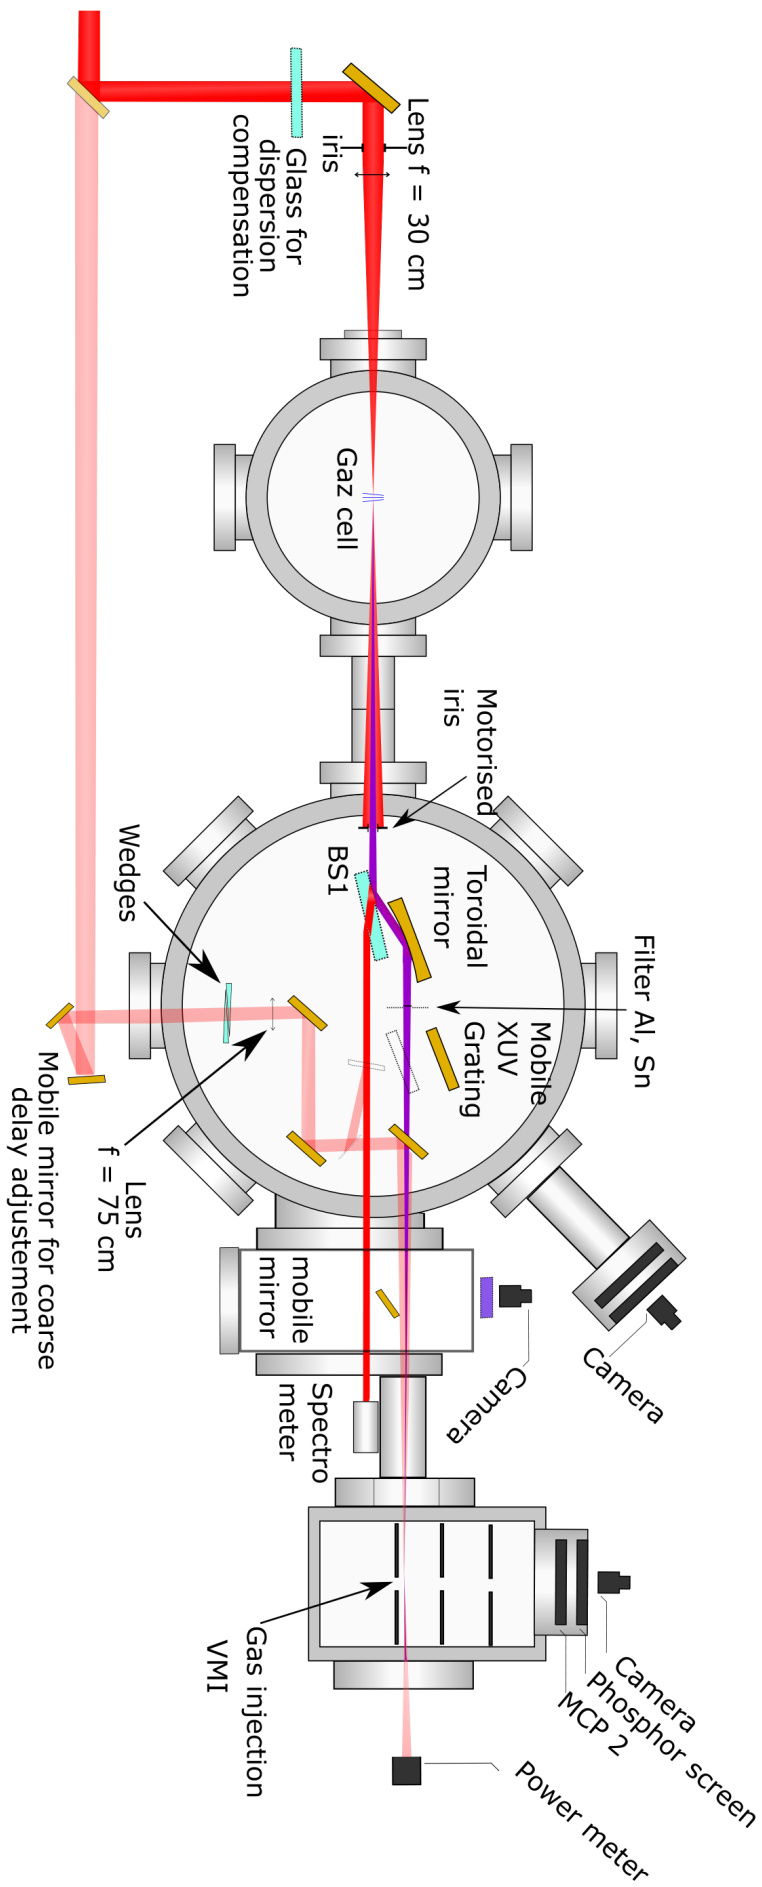 Lens f = 30 cm
iris
Glass for
dispersion
compensation
Gaz cell
Motorised
iris
BS1
Toroidal
mirror
Wedges
Filter Al, Sn
Mobile
XUV
Grating
Lens
f = 75 cm
Mobile mirror for coarse
delay adjustement
mobile
mirror
Camera
Camera
Spectro
meter
Gas injection
VMI
Camera
Phosphor screen
MCP 2
Power meter